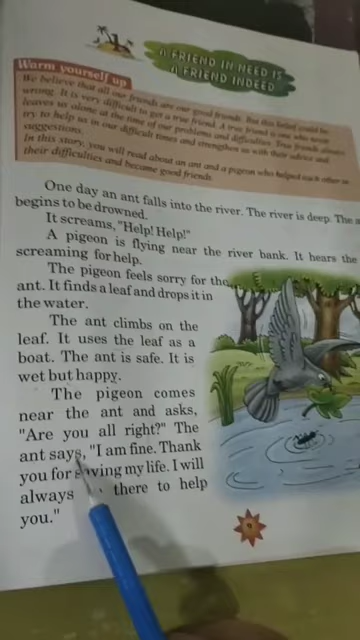 A FRIEND IN NEED IS
A FRIEND INDEED
Warm yourself up
We believe that all our friends are our good friends. But this belief could be
wrong. It is very difficult to get a true friend. A true friend is one who never
leaves us alone at the time of our problems and difficulties. True friends always
try to help us in our difficult times and strengthen us with their advice and
suggestions.
In this story, you will read about an ant and a pigeon who helped each other in
their difficulties and became good friends.
One day an ant falls into the river. The river is deep. The
begins to be drowned.
It screams, "Help! Help!"
A pigeon is flying near the river bank. It hears the
screaming for help.
The pigeon feels sorry for the
ant. It finds a leaf and drops it in
the water.
The ant climbs on the
leaf. It uses the leaf as a
boat. The ant is safe. It is
wet but happy.
The pigeon comes
near the ant and asks,
"Are you all right?" The
ant says, "I am fine. Thank
you for saving my life. I will
always there to help
you."